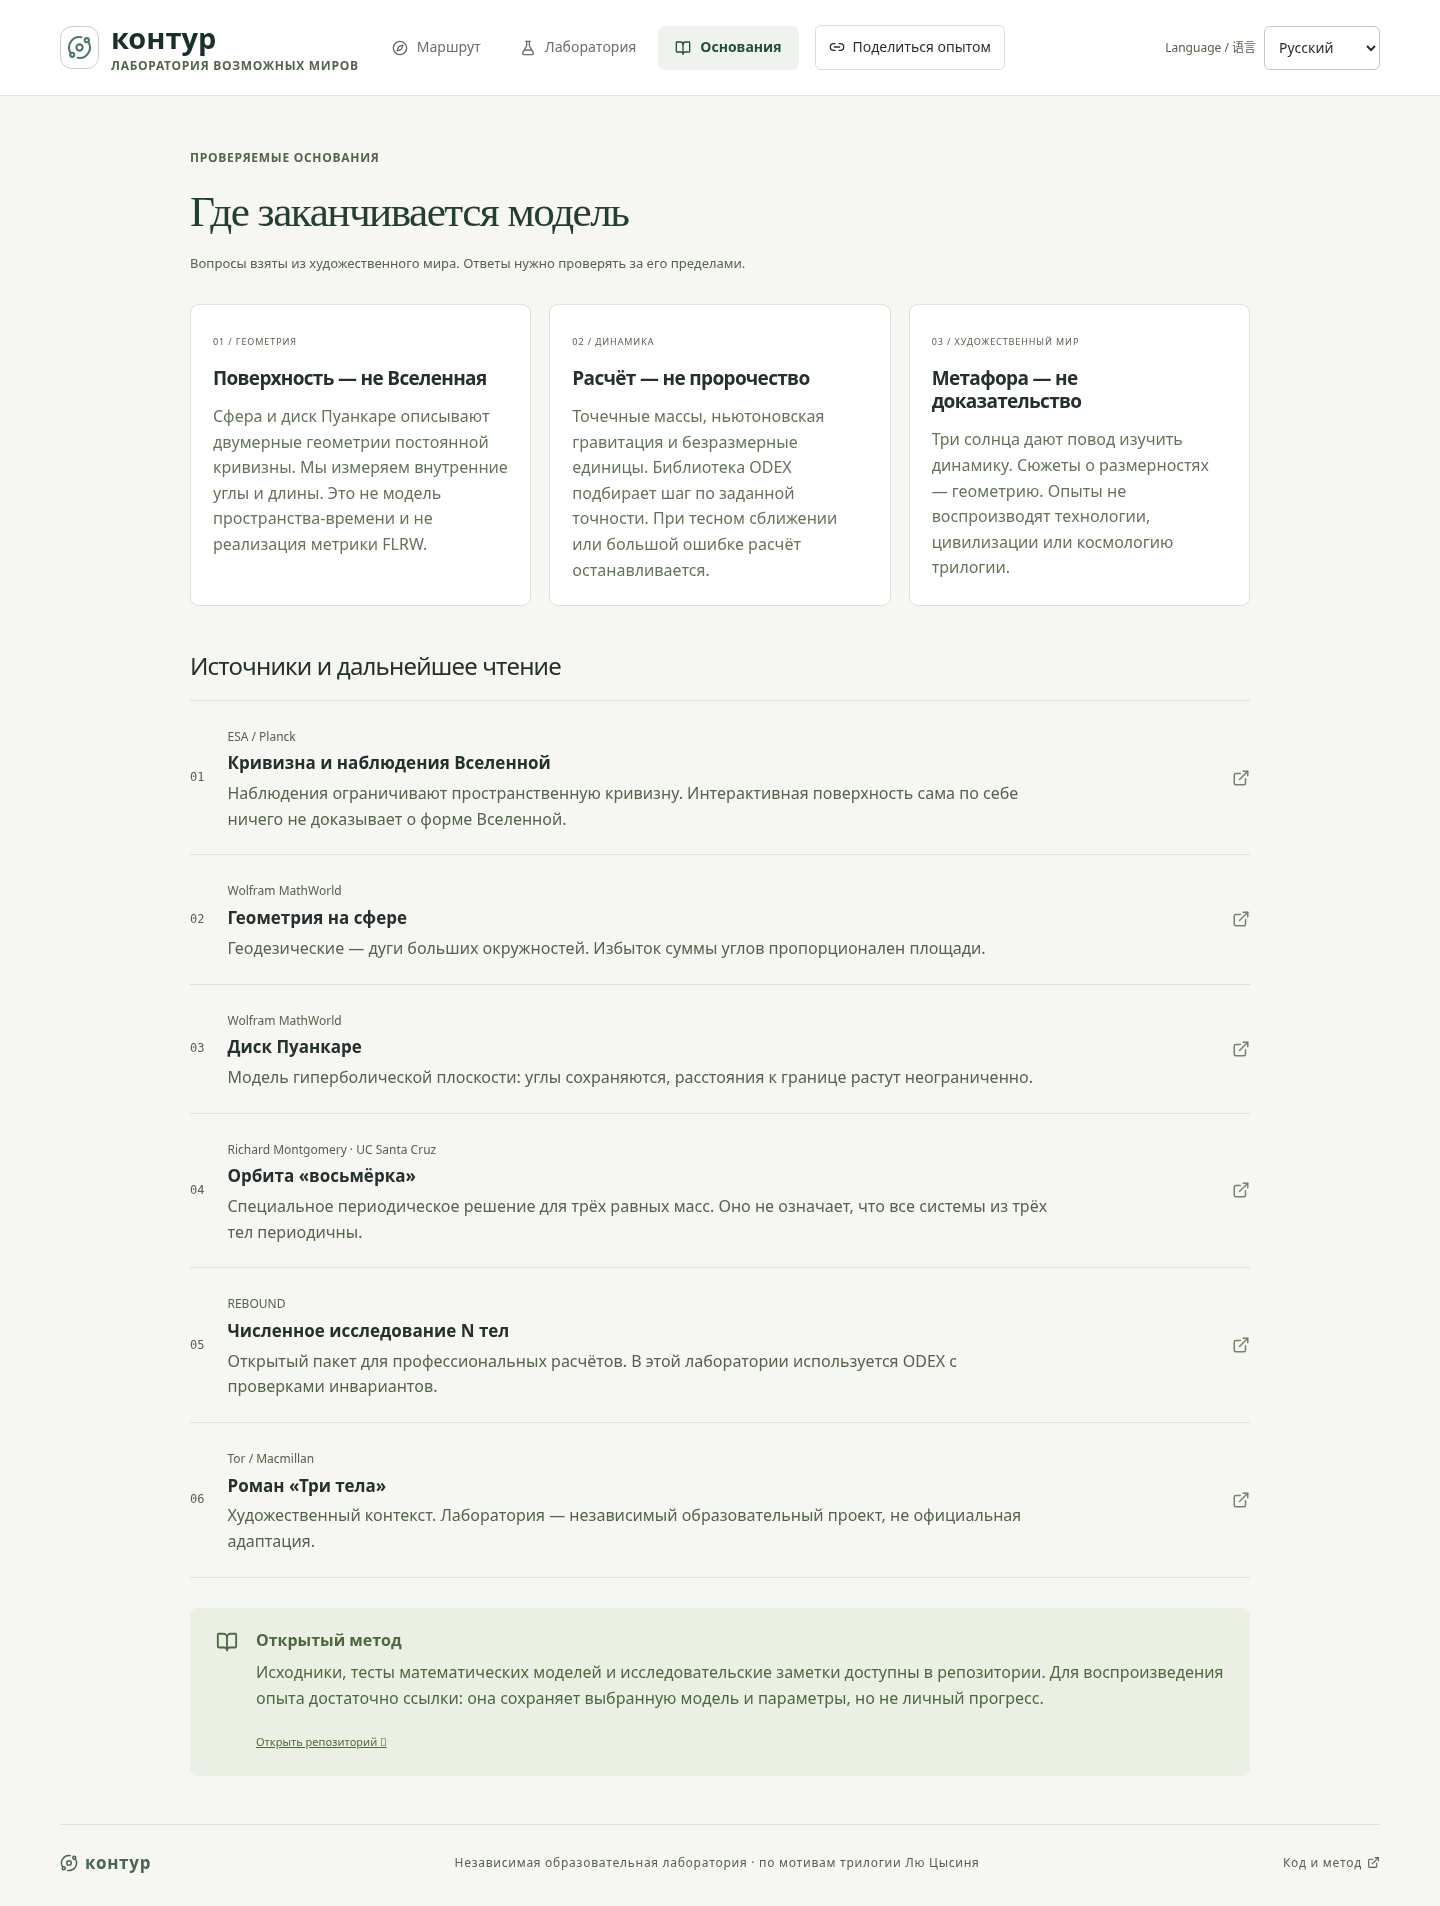 контур
ЛАБОРАТОРИЯ ВОЗМОЖНЫХ МИРОВ
Маршрут
Лаборатория
Основания
Поделиться опытом
Language / 语言
Русский
ПРОВЕРЯЕМЫЕ ОСНОВАНИЯ
Где заканчивается модель
Вопросы взяты из художественного мира. Ответы нужно проверять за его пределами.
01 / ГЕОМЕТРИЯ
Поверхность — не Вселенная
Сфера и диск Пуанкаре описывают
двумерные геометрии постоянной
кривизны. Мы измеряем внутренние
углы и длины. Это не модель
пространства-времени и не
реализация метрики FLRW.
02 / ДИНАМИКА
Расчёт — не пророчество
Точечные массы, ньютоновская
гравитация и безразмерные
единицы. Библиотека ODEX
подбирает шаг по заданной
точности. При тесном сближении
или большой ошибке расчёт
останавливается.
03 / ХУДОЖЕСТВЕННЫЙ МИР
Метафора — не
доказательство
Три солнца дают повод изучить
динамику. Сюжеты о размерностях
— геометрию. Опыты не
воспроизводят технологии,
цивилизации или космологию
трилогии.
Источники и дальнейшее чтение
01
ESA / Planck
Кривизна и наблюдения Вселенной
Наблюдения ограничивают пространственную кривизну. Интерактивная поверхность сама по себе
ничего не доказывает о форме Вселенной.
02
Wolfram MathWorld
Геометрия на сфере
Геодезические — дуги больших окружностей. Избыток суммы углов пропорционален площади.
03
Wolfram MathWorld
Диск Пуанкаре
Модель гиперболической плоскости: углы сохраняются, расстояния к границе растут неограниченно.
04
Richard Montgomery · UC Santa Cruz
Орбита «восьмёрка»
Специальное периодическое решение для трёх равных масс. Оно не означает, что все системы из трёх
тел периодичны.
05
REBOUND
Численное исследование N тел
Открытый пакет для профессиональных расчётов. В этой лаборатории используется ODEX с
проверками инвариантов.
06
Tor / Macmillan
Роман «Три тела»
Художественный контекст. Лаборатория — независимый образовательный проект, не официальная
адаптация.
Открытый метод
Исходники, тесты математических моделей и исследовательские заметки доступны в репозитории. Для воспроизведения
опыта достаточно ссылки: она сохраняет выбранную модель и параметры, но не личный прогресс.
Открыть репозиторий
контур
Независимая образовательная лаборатория · по мотивам трилогии Лю Цысиня
Код и метод